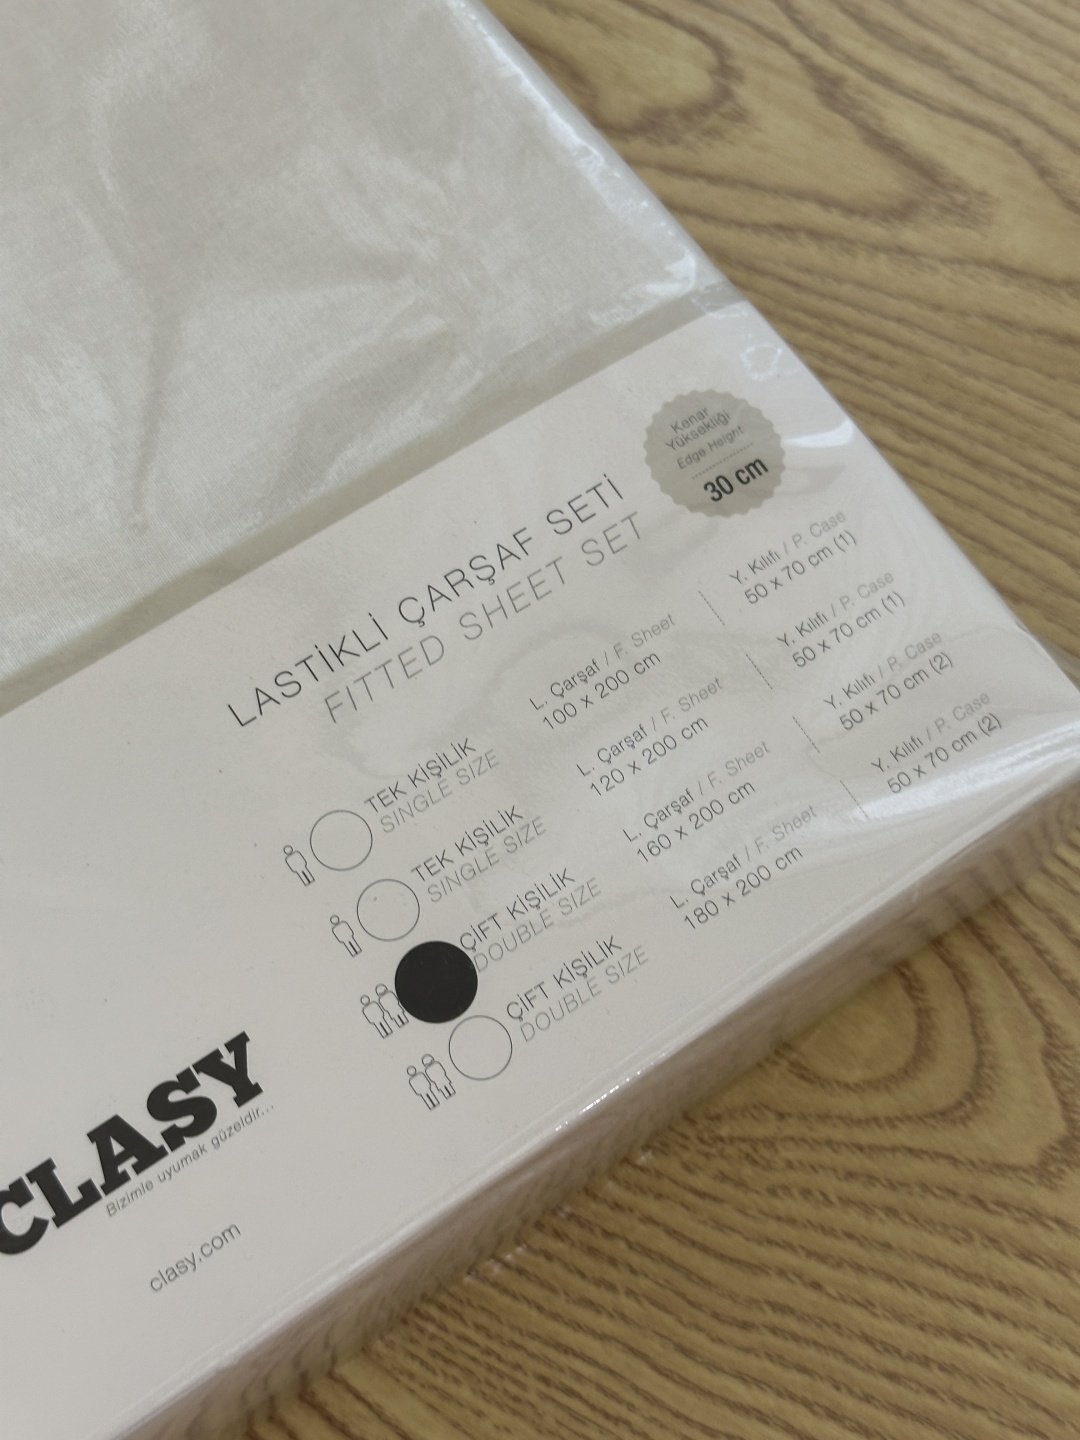 Kenar
Yüksekliği
Edge Height
30 cm
LASTİKLİ ÇARŞAF SETİ
FITTED SHEET SET
TEK KİŞİLİK
SINGLE SIZE
L. Çarşaf / F. Sheet
100 x 200 cm
Y. Kılıfı / P. Case
50 x 70 cm (1)
TEK KİŞİLİK
SINGLE SIZE
L. Çarşaf / F. Sheet
120 x 200 cm
Y. Kılıfı / P. Case
50 x 70 cm (1)
ÇİFT KİŞİLİK
DOUBLE SIZE
L. Çarşaf / F. Sheet
160 x 200 cm
Y. Kılıfı / P. Case
50 x 70 cm (2)
ÇİFT KİŞİLİK
DOUBLE SIZE
L. Çarşaf / F. Sheet
180 x 200 cm
Y. Kılıfı / P. Case
50 x 70 cm (2)
CLASY
Bizimle uyumak güzeldir...
clasy.com